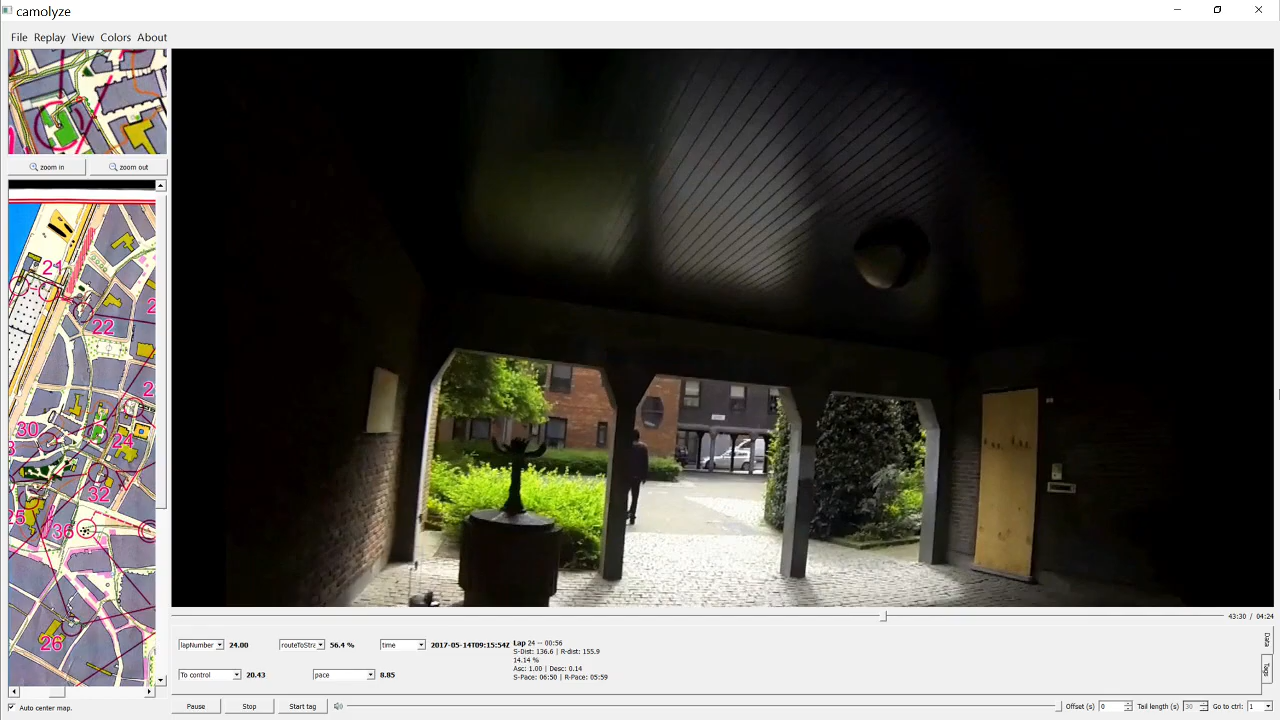 camolyze
File Replay View Colors About
zoom in zoom out
21
22
30
24
32
36
26
43:30 / 04:24
lapNumber 24.00 routeToStra 56.4 % time 2017-05-14T09:15:54Z
To control 20.43 pace 8.85
Lap 24 -- 00:56
S-Dist: 136.6 | R-dist: 155.9
14.14 %
Asc: 1.00 | Desc: 0.14
S-Pace: 06:50 | R-Pace: 05:59
Data
Tags
Auto center map.
Pause Stop Start tag Offset (s) 0 Tail length (s) 30 Go to ctrl: 1